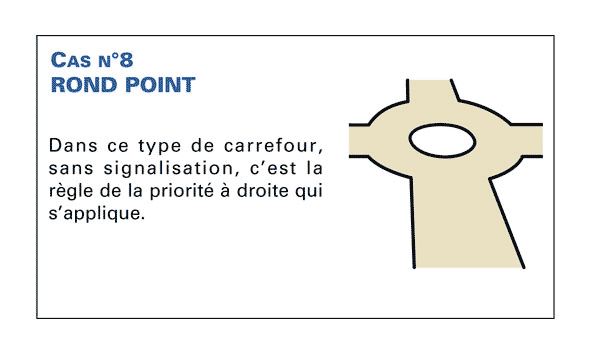 CAS N°8
ROND POINT
Dans ce type de carrefour,
sans signalisation, c’est la
règle de la priorité à droite qui
s’applique.